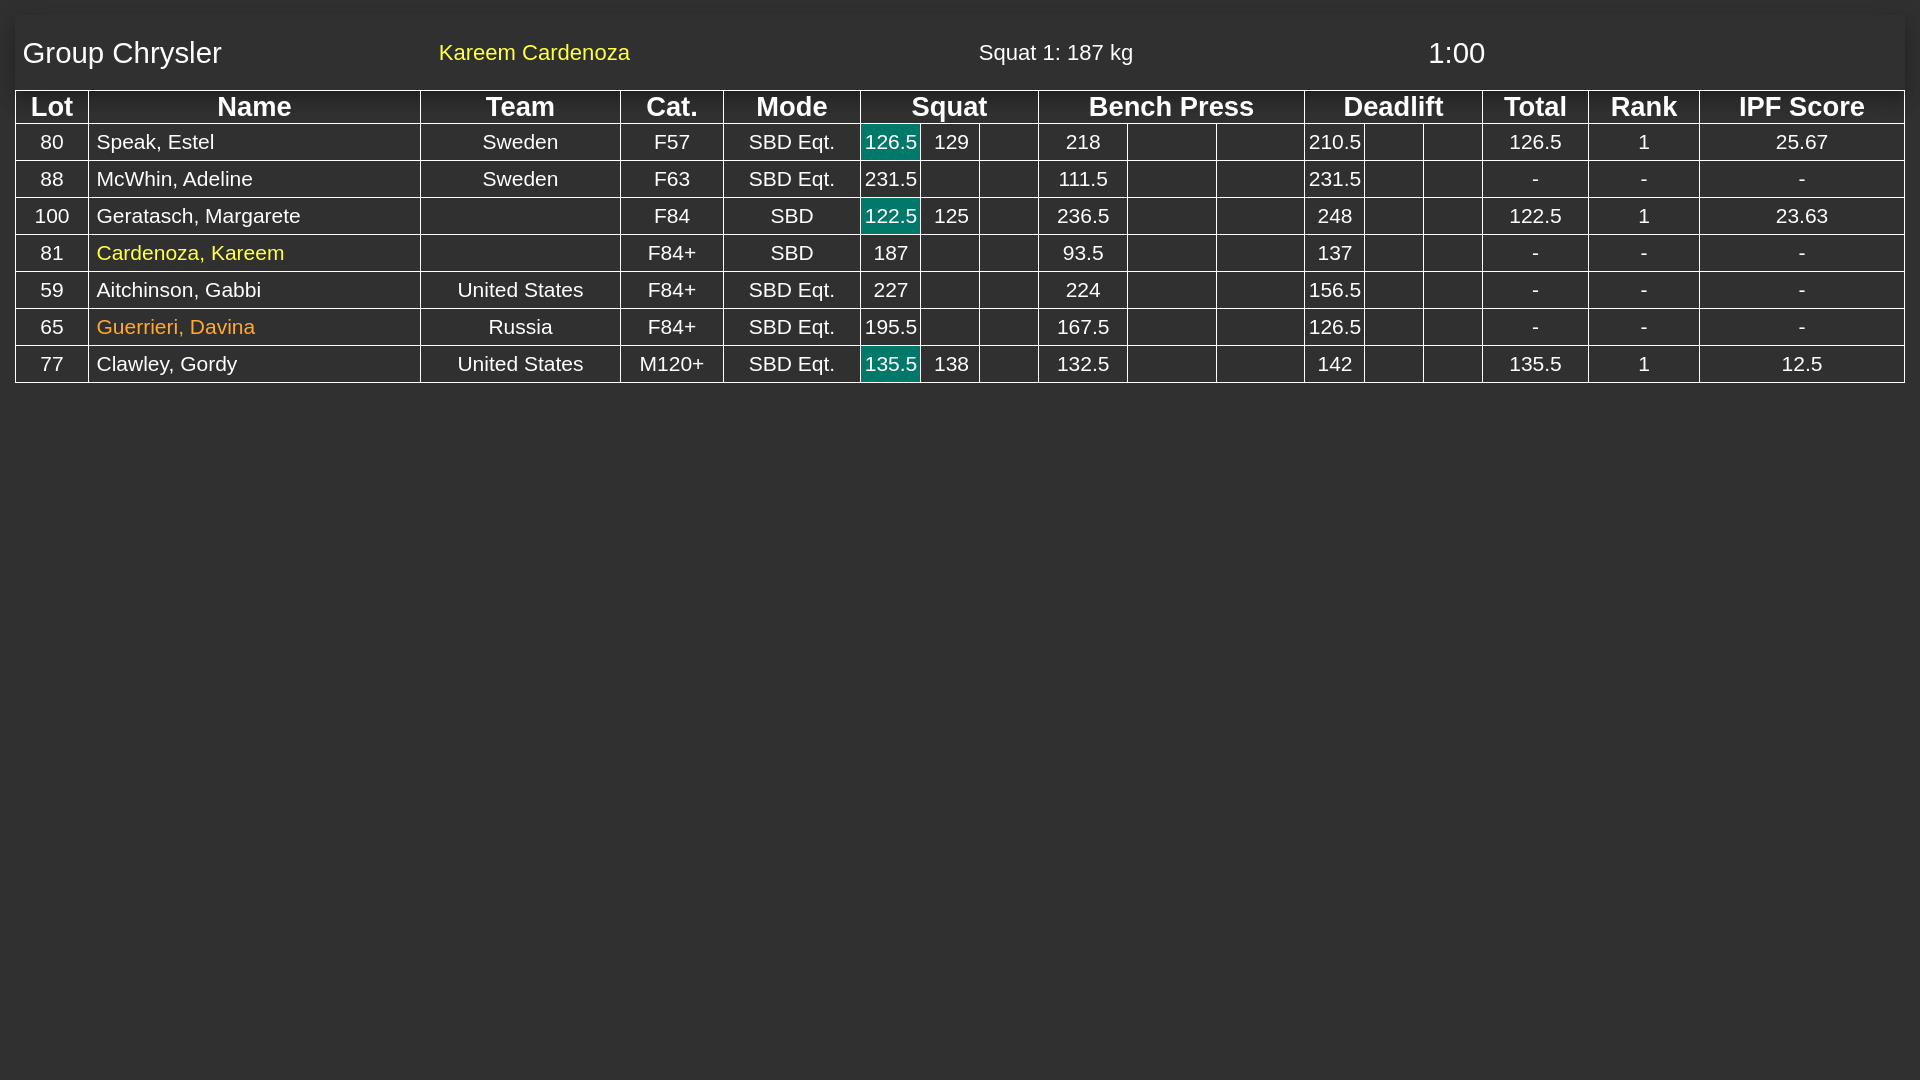 Group Chrysler Kareem Cardenoza Squat 1: 187 kg 1:00
Lot Name Team Cat. Mode Squat Bench Press Deadlift Total Rank IPF Score
80 Speak, Estel Sweden F57 SBD Eqt. 126.5 129 218 210.5 126.5 1 25.67
88 McWhin, Adeline Sweden F63 SBD Eqt. 231.5 111.5 231.5 - - -
100 Geratasch, Margarete F84 SBD 122.5 125 236.5 248 122.5 1 23.63
81 Cardenoza, Kareem F84+ SBD 187 93.5 137 - - -
59 Aitchinson, Gabbi United States F84+ SBD Eqt. 227 224 156.5 - - -
65 Guerrieri, Davina Russia F84+ SBD Eqt. 195.5 167.5 126.5 - - -
77 Clawley, Gordy United States M120+ SBD Eqt. 135.5 138 132.5 142 135.5 1 12.5